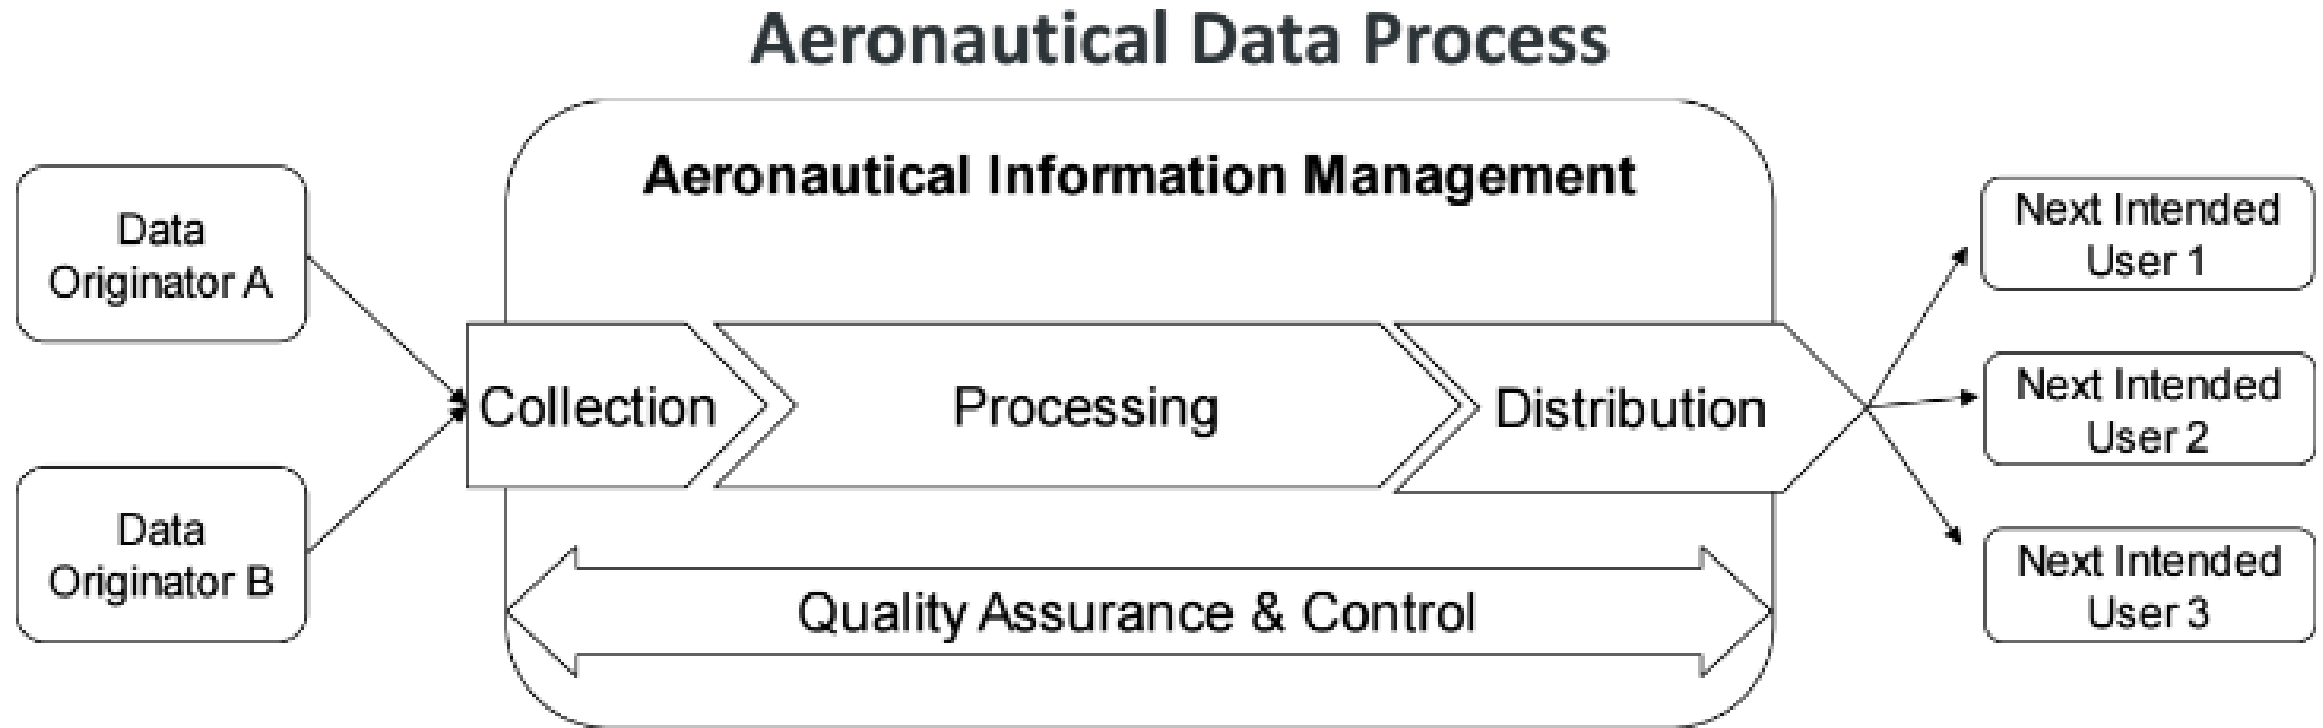 Aeronautical Data Process
Aeronautical Information Management
Data
Originator A
Data
Originator B
Collection
Processing
Distribution
Quality Assurance & Control
Next Intended
User 1
Next Intended
User 2
Next Intended
User 3